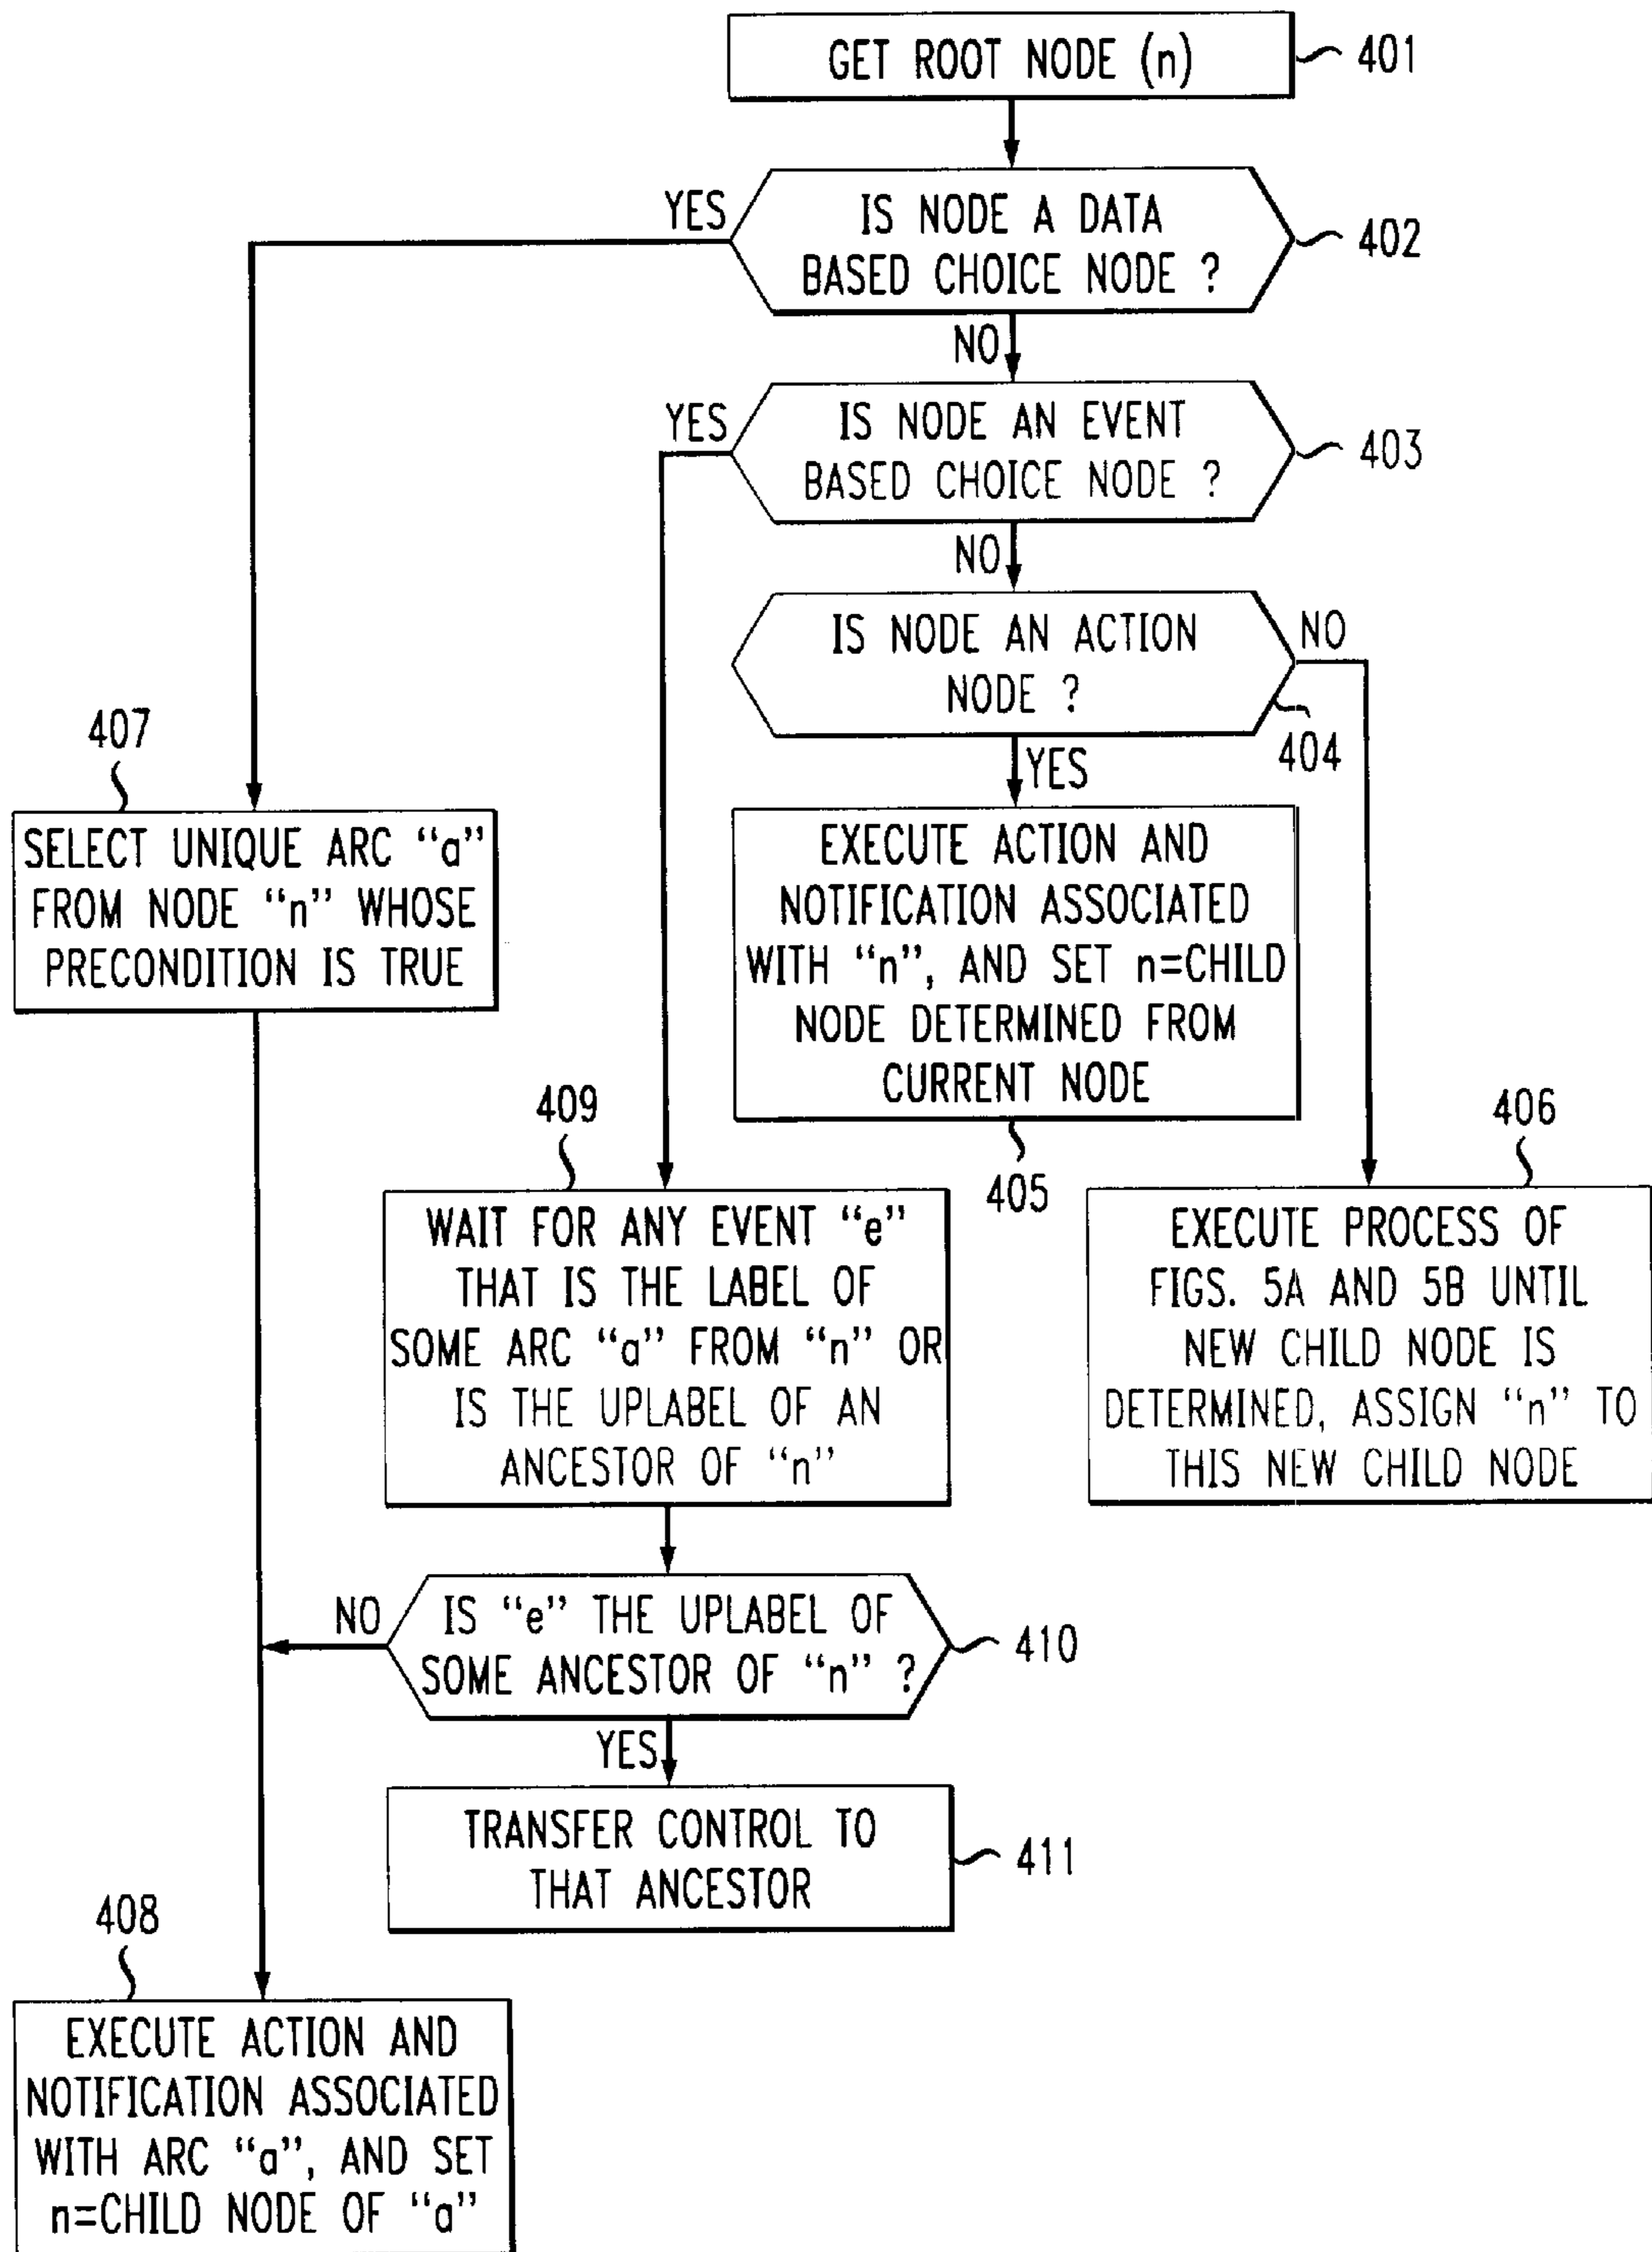 GET ROOT NODE (n)
401
IS NODE A DATA
BASED CHOICE NODE ?
402
YES
NO
IS NODE AN EVENT
BASED CHOICE NODE ?
403
YES
NO
IS NODE AN ACTION
NODE ?
404
NO
YES
EXECUTE ACTION AND
NOTIFICATION ASSOCIATED
WITH “n”, AND SET n=CHILD
NODE DETERMINED FROM
CURRENT NODE
405
407
SELECT UNIQUE ARC “a”
FROM NODE “n” WHOSE
PRECONDITION IS TRUE
406
EXECUTE PROCESS OF
FIGS. 5A AND 5B UNTIL
NEW CHILD NODE IS
DETERMINED, ASSIGN “n” TO
THIS NEW CHILD NODE
409
WAIT FOR ANY EVENT “e”
THAT IS THE LABEL OF
SOME ARC “a” FROM “n” OR
IS THE UPLABEL OF AN
ANCESTOR OF “n”
IS “e” THE UPLABEL OF
SOME ANCESTOR OF “n” ?
410
NO
YES
TRANSFER CONTROL TO
THAT ANCESTOR
411
408
EXECUTE ACTION AND
NOTIFICATION ASSOCIATED
WITH ARC “a”, AND SET
n=CHILD NODE OF “a”